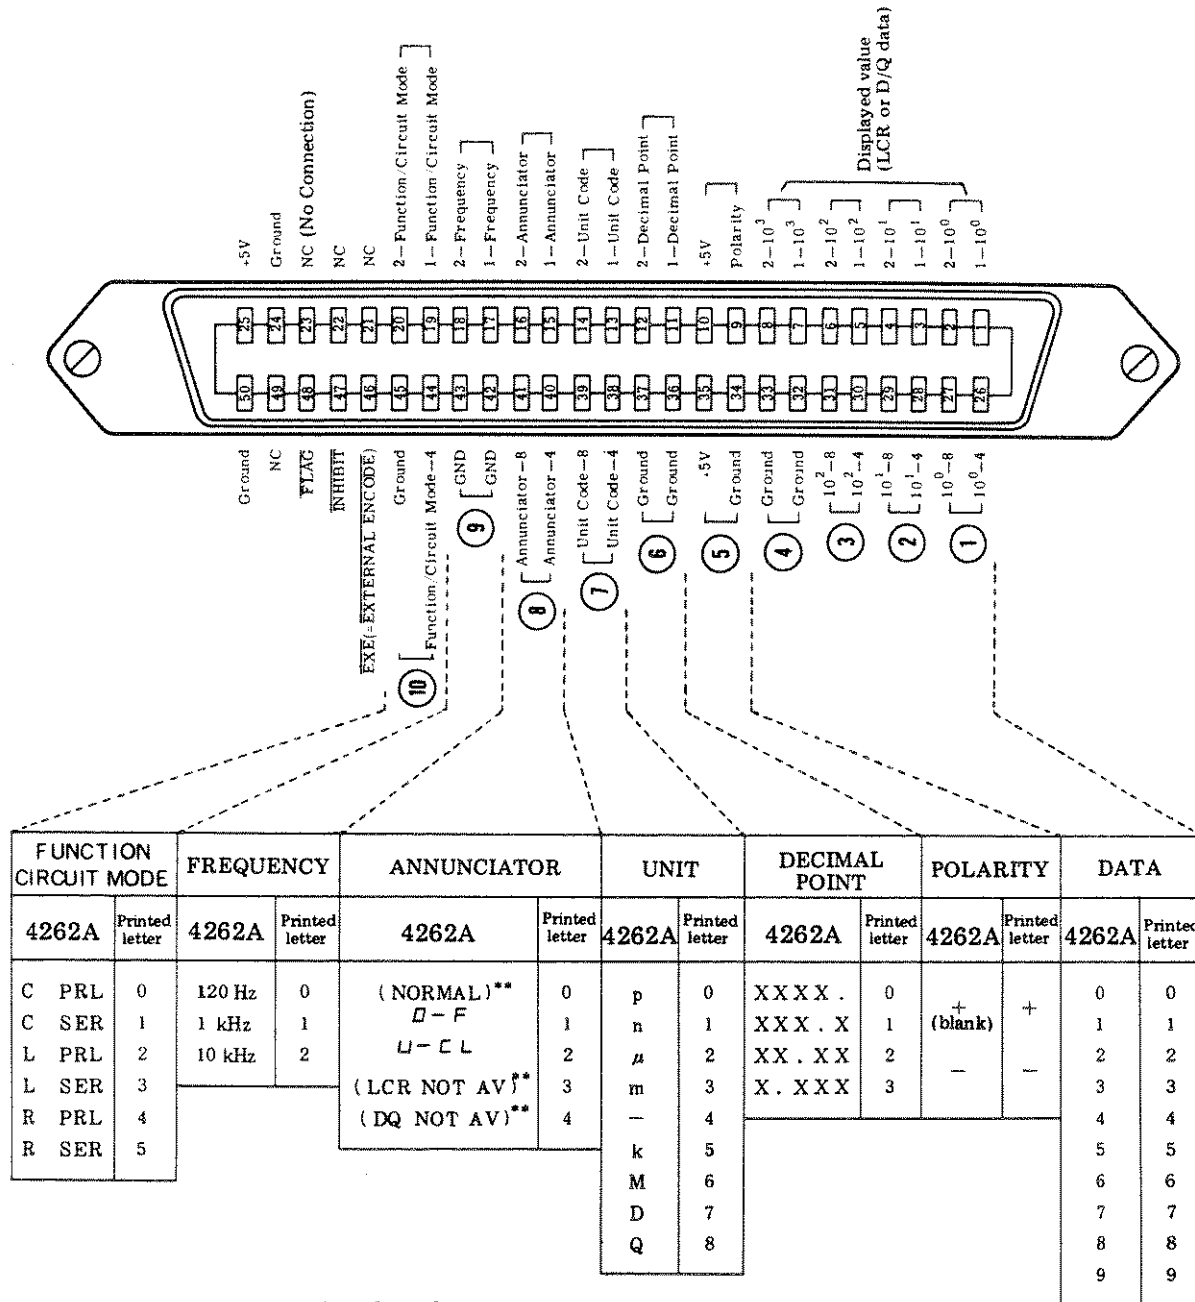 +5V
Ground
NC (No Connection)
NC
NC
2-Function/Circuit Mode
1-Function/Circuit Mode
2-Frequency
1-Frequency
2-Annunciator
1-Annunciator
2-Unit Code
1-Unit Code
2-Decimal Point
1-Decimal Point
+5V
Polarity
2-10³
1-10³
2-10²
1-10²
2-10¹
1-10¹
2-10⁰
1-10⁰
Displayed value
(LCR or D/Q data)
25 24 23 22 21 20 19 18 17 16 15 14 13 12 11 10 9 8 7 6 5 4 3 2
50 49 48 47 46 45 44 43 42 41 40 39 38 37 36 35 34 33 32 31 30 29 28 27 26
Ground
NC
FLAG
INHIBIT
EXE(=EXTERNAL ENCODE)
Ground
Function/Circuit Mode-4
GND
GND
Annunciator-8
Annunciator-4
Unit Code-8
Unit Code-4
Ground
Ground
+5V
Ground
Ground
Ground
10²-8
10²-4
10¹-8
10¹-4
10⁰-8
10⁰-4
10 9 8 7 6 5 4 3 2 1
FUNCTION CIRCUIT MODE FREQUENCY ANNUNCIATOR UNIT DECIMAL POINT POLARITY DATA
4262A Printed letter 4262A Printed letter 4262A Printed letter 4262A Printed letter 4262A Printed letter 4262A Printed letter 4262A Printed letter
C PRL 0 120 Hz 0 (NORMAL)** 0 p 0 XXXX. 0 + (blank) + 0 0
C SER 1 1 kHz 1 O-F 1 n 1 XXX.X 1 1 1
L PRL 2 10 kHz 2 U-CL 2 μ 2 XX.XX 2 − − 2 2
L SER 3 (LCR NOT AV)** 3 m 3 X.XXX 3 3 3
R PRL 4 (DQ NOT AV)** 4 − 4 4 4
R SER 5 k 5 5 5
M 6 6 6
D 7 7 7
Q 8 8 8
9 9